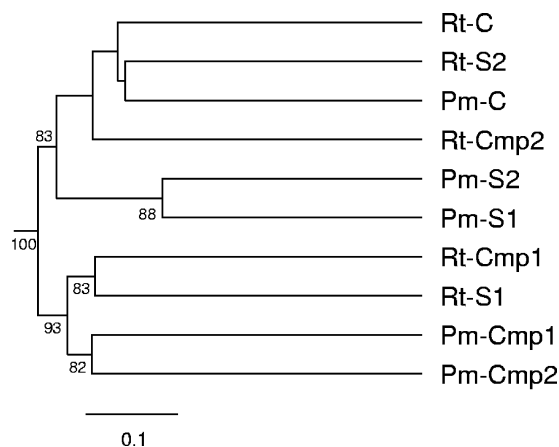 Rt-C
Rt-S2
Pm-C
83
Rt-Cmp2
Pm-S2
88
Pm-S1
100
Rt-Cmp1
83
Rt-S1
93
Pm-Cmp1
82
Pm-Cmp2
0.1